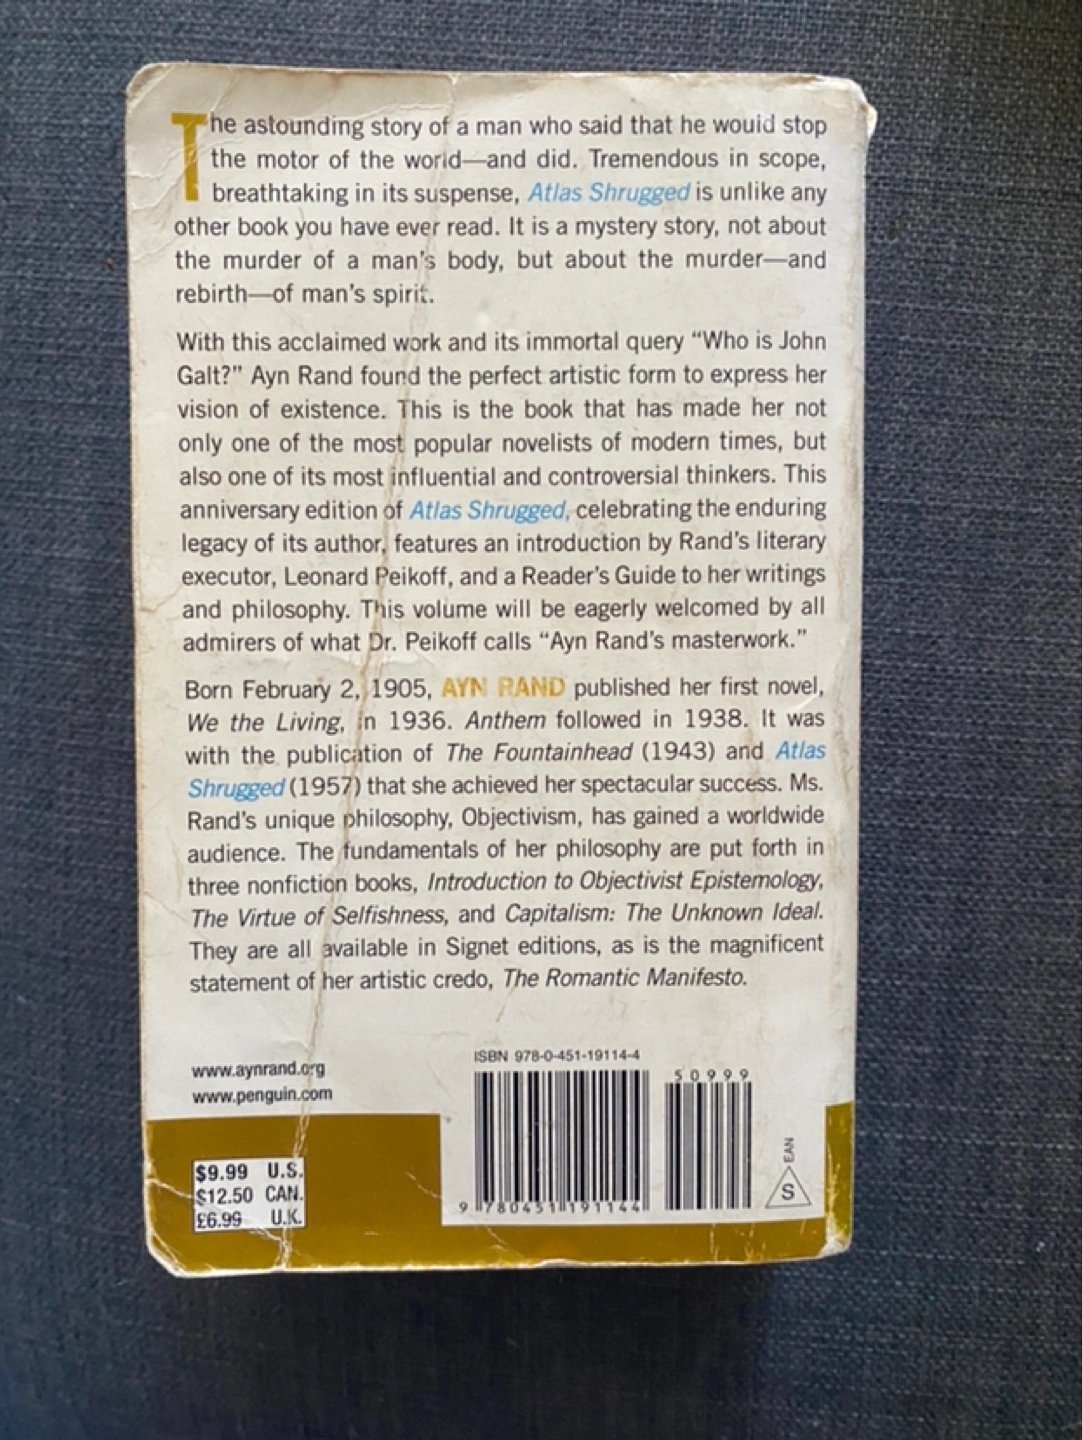 The astounding story of a man who said that he would stop
the motor of the world—and did. Tremendous in scope,
breathtaking in its suspense, Atlas Shrugged is unlike any
other book you have ever read. It is a mystery story, not about
the murder of a man's body, but about the murder—and
rebirth—of man's spirit.
With this acclaimed work and its immortal query "Who is John
Galt?" Ayn Rand found the perfect artistic form to express her
vision of existence. This is the book that has made her not
only one of the most popular novelists of modern times, but
also one of its most influential and controversial thinkers. This
anniversary edition of Atlas Shrugged, celebrating the enduring
legacy of its author, features an introduction by Rand's literary
executor, Leonard Peikoff, and a Reader's Guide to her writings
and philosophy. This volume will be eagerly welcomed by all
admirers of what Dr. Peikoff calls "Ayn Rand's masterwork."
Born February 2, 1905, AYN RAND published her first novel,
We the Living, in 1936. Anthem followed in 1938. It was
with the publication of The Fountainhead (1943) and Atlas
Shrugged (1957) that she achieved her spectacular success. Ms.
Rand's unique philosophy, Objectivism, has gained a worldwide
audience. The fundamentals of her philosophy are put forth in
three nonfiction books, Introduction to Objectivist Epistemology,
The Virtue of Selfishness, and Capitalism: The Unknown Ideal.
They are all available in Signet editions, as is the magnificent
statement of her artistic credo, The Romantic Manifesto.
www.aynrand.org
www.penguin.com
$9.99 U.S.
$12.50 CAN.
£6.99 U.K.
ISBN 978-0-451-19114-4
50999
9 780451 191144
EAN
S